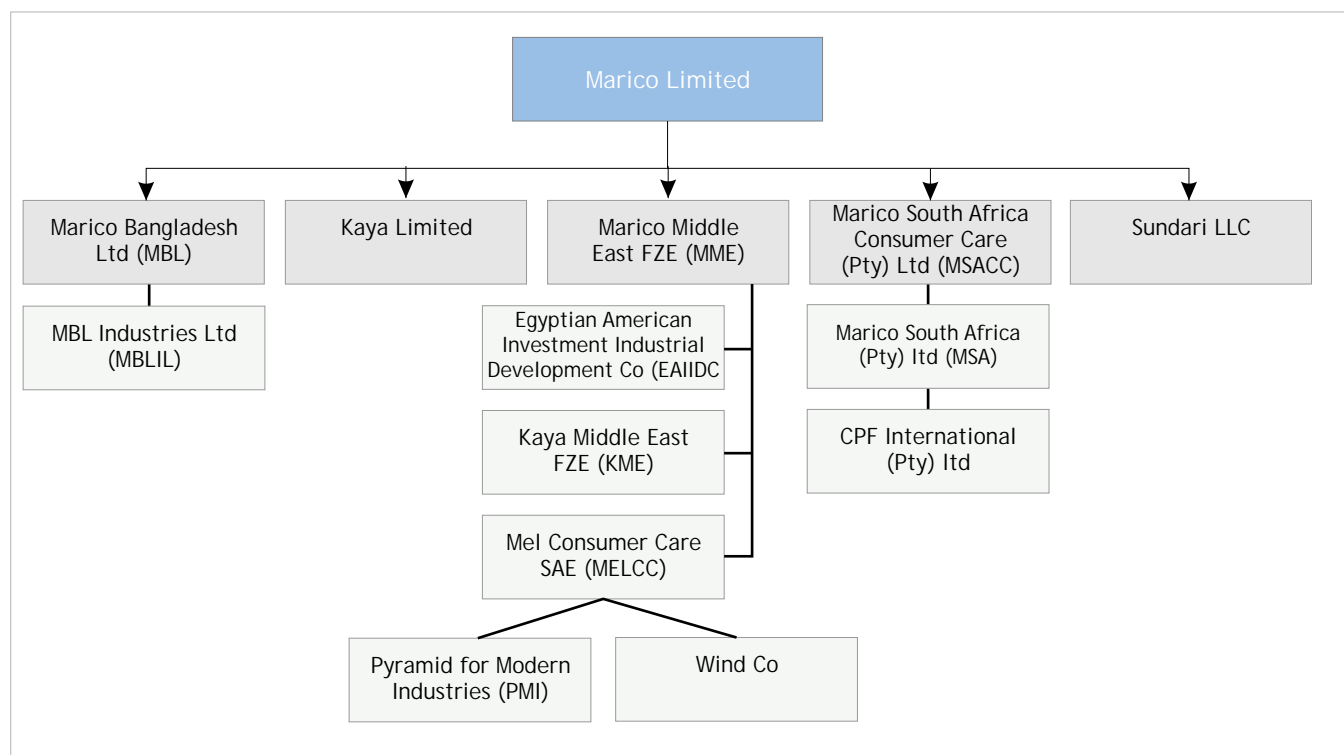 Marico Limited
Marico Bangladesh
Ltd (MBL)
Kaya Limited
Marico Middle
East FZE (MME)
Marico South Africa
Consumer Care
(Pty) Ltd (MSACC)
Sundari LLC
MBL Industries Ltd
(MBLIL)
Egyptian American
Investment Industrial
Development Co (EAIIDC
Marico South Africa
(Pty) ltd (MSA)
Kaya Middle East
FZE (KME)
CPF International
(Pty) ltd
Mel Consumer Care
SAE (MELCC)
Pyramid for Modern
Industries (PMI)
Wind Co